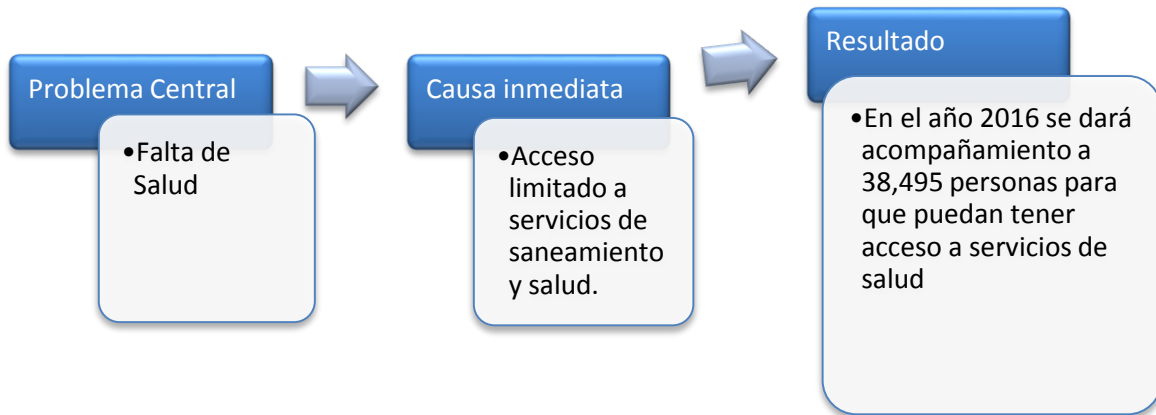 Problema Central
•Falta de
Salud
Causa inmediata
•Acceso
limitado a
servicios de
saneamiento
y salud.
Resultado
•En el año 2016 se dará
acompañamiento a
38,495 personas para
que puedan tener
acceso a servicios de
salud